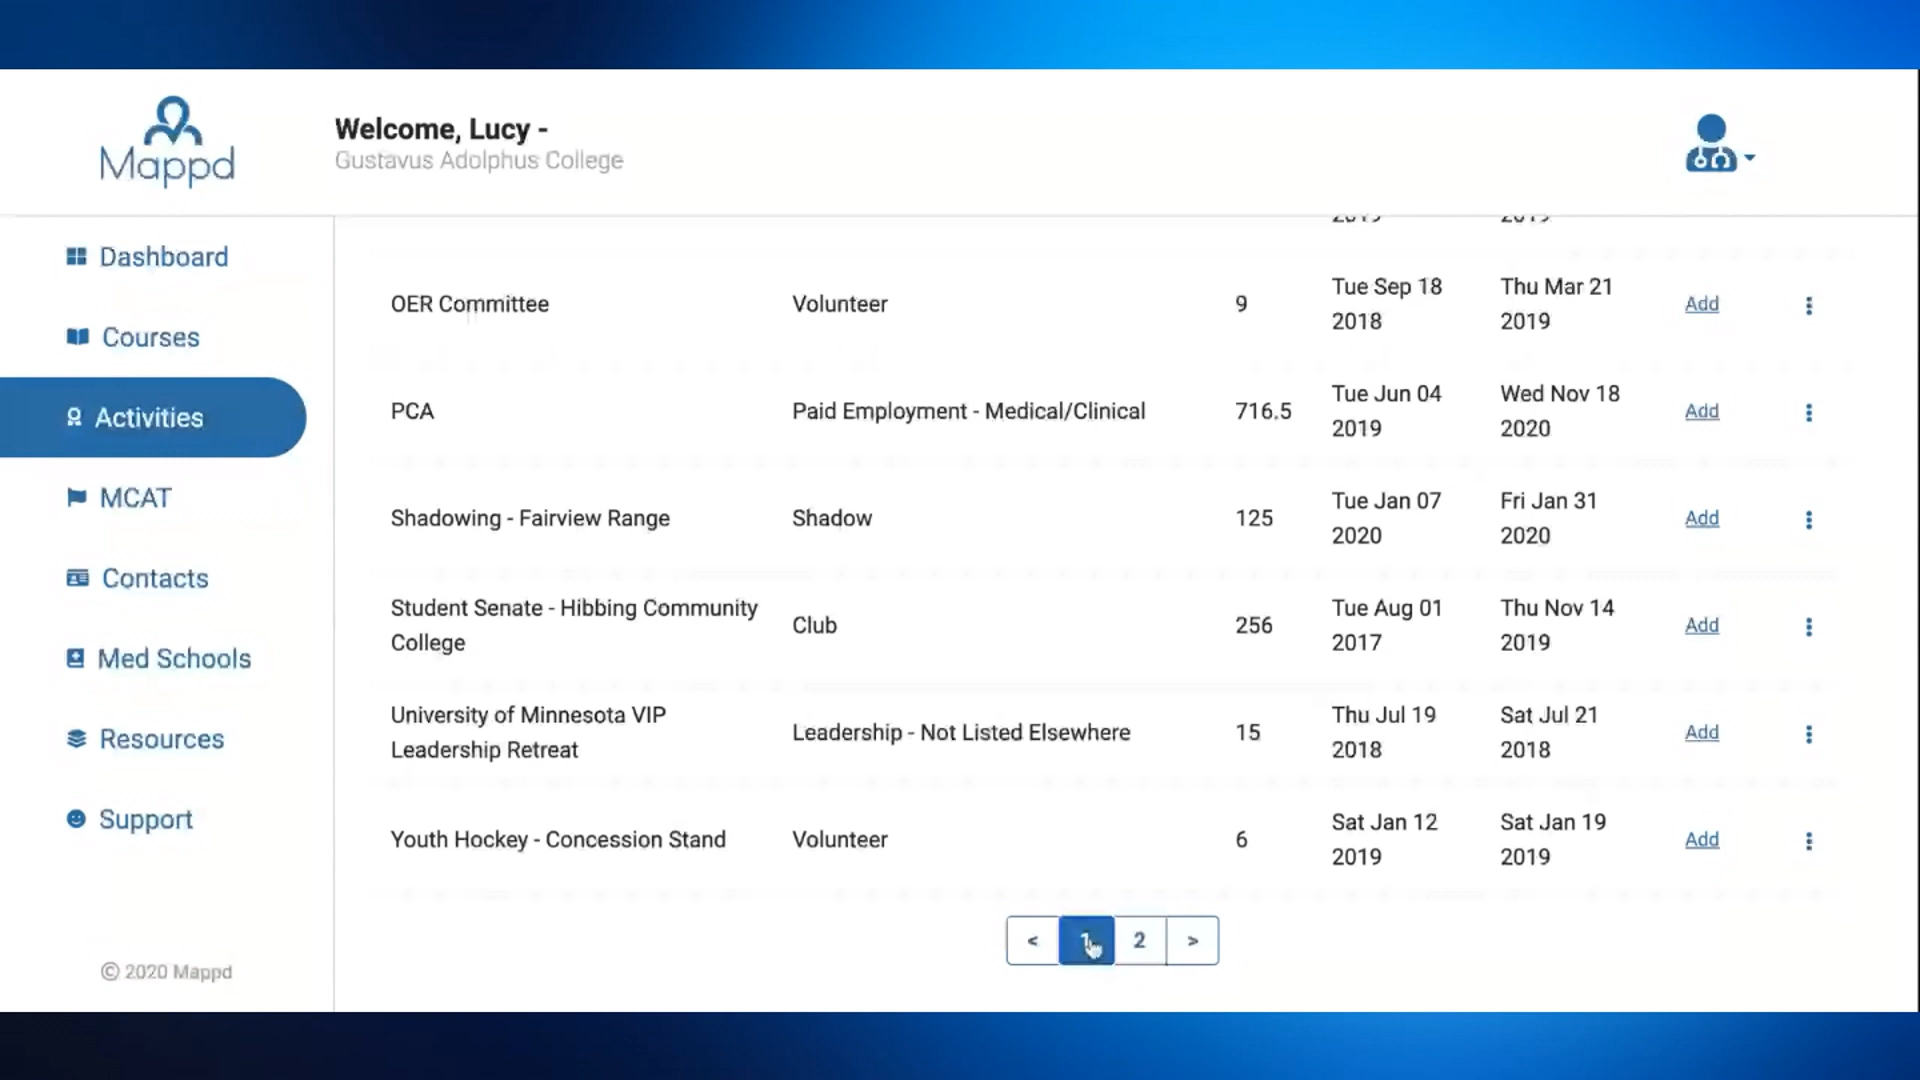 Mappd
Welcome, Lucy -
Gustavus Adolphus College
Dashboard
Courses
Activities
MCAT
Contacts
Med Schools
Resources
Support
© 2020 Mappd
2019 2019
OER Committee Volunteer 9 Tue Sep 18 Thu Mar 21 Add
2018 2019
PCA Paid Employment - Medical/Clinical 716.5 Tue Jun 04 Wed Nov 18 Add
2019 2020
Shadowing - Fairview Range Shadow 125 Tue Jan 07 Fri Jan 31 Add
2020 2020
Student Senate - Hibbing Community Club 256 Tue Aug 01 Thu Nov 14 Add
College 2017 2019
University of Minnesota VIP Leadership - Not Listed Elsewhere 15 Thu Jul 19 Sat Jul 21 Add
Leadership Retreat 2018 2018
Youth Hockey - Concession Stand Volunteer 6 Sat Jan 12 Sat Jan 19 Add
2019 2019
< 1 2 >